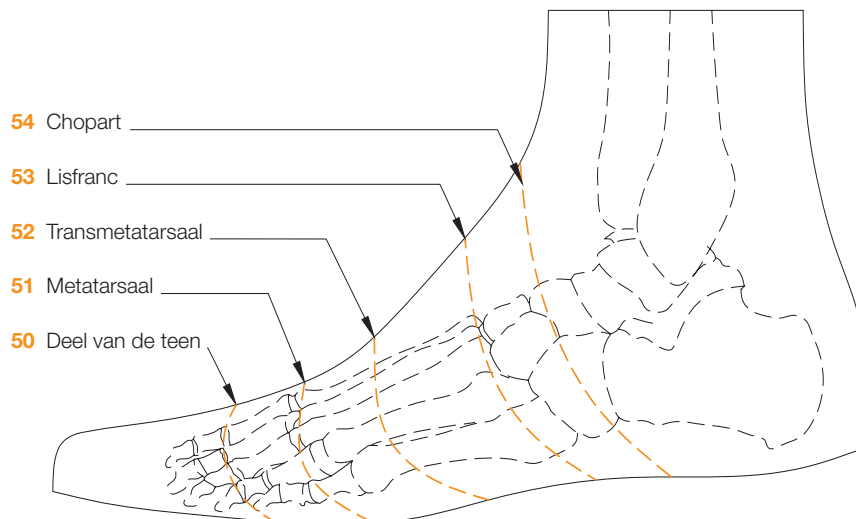 54 Chopart
53 Lisfranc
52 Transmetatarsaal
51 Metatarsaal
50 Deel van de teen